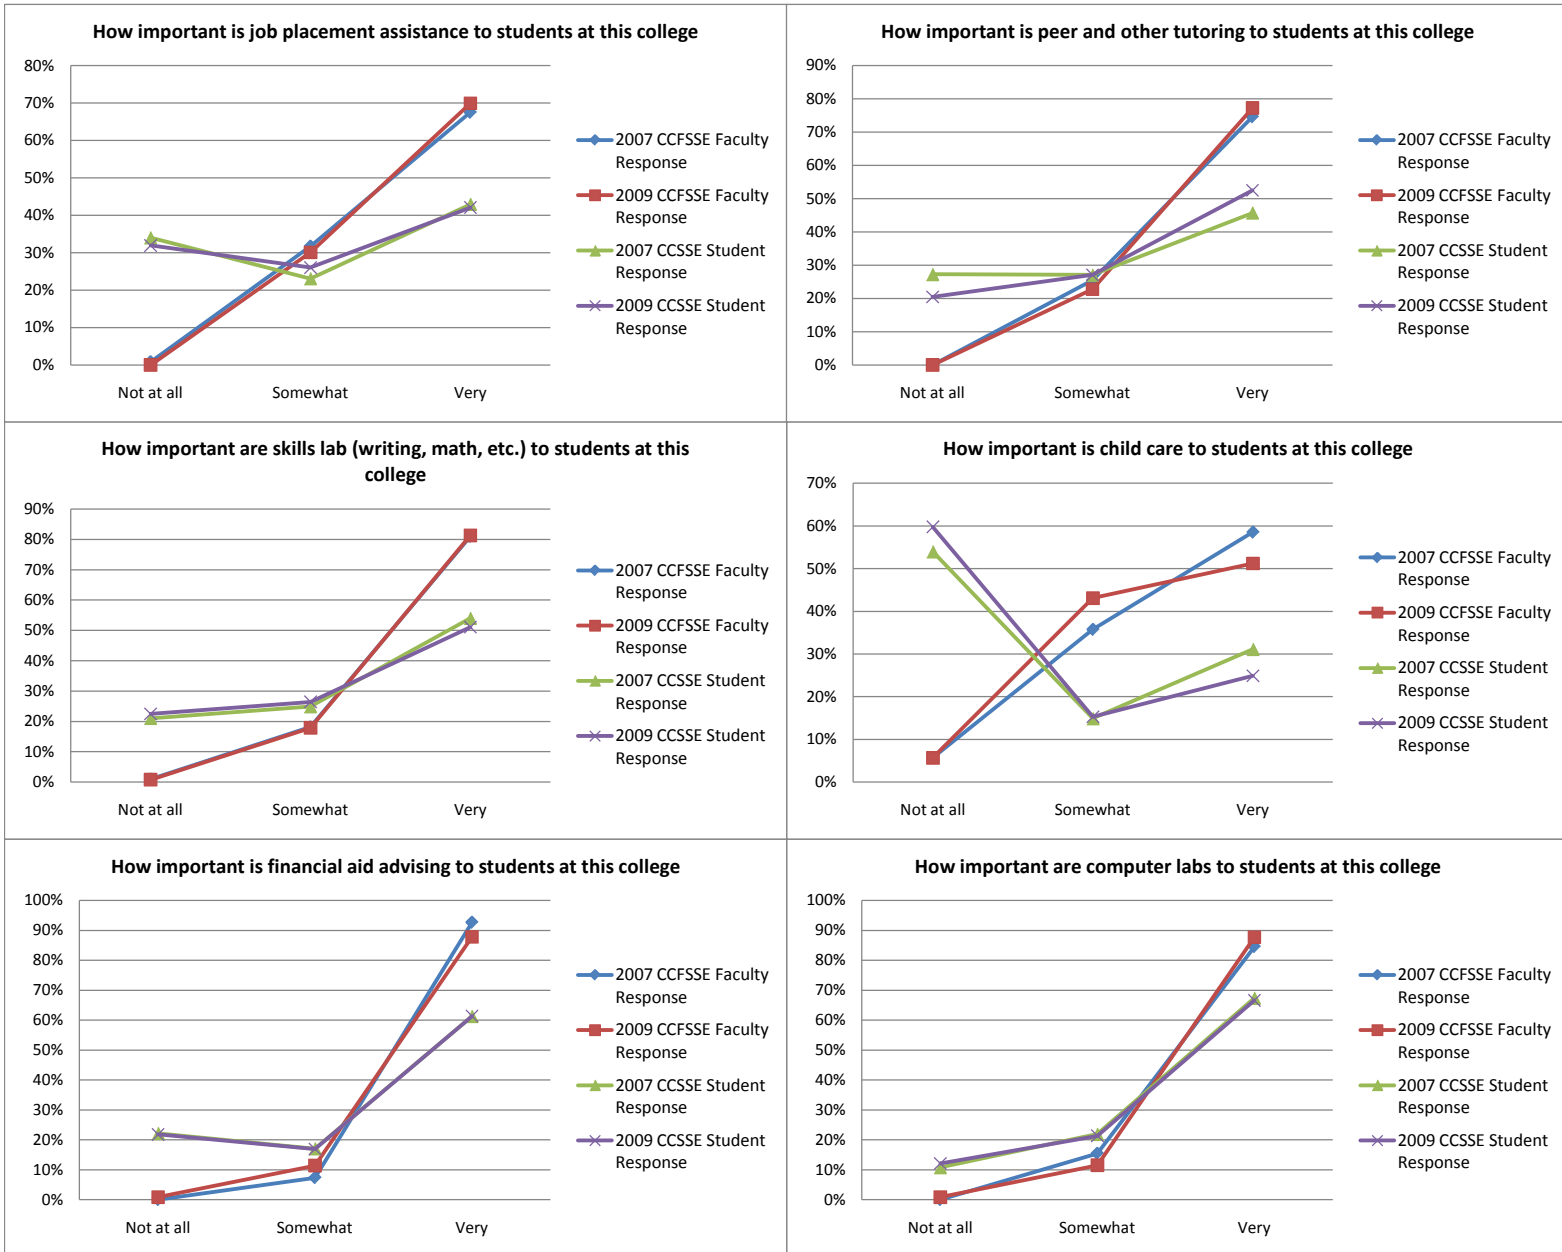 How important is job placement assistance to students at this college
80%
70%
60%
50%
40%
30%
20%
10%
0%
Not at all
Somewhat
Very
2007 CCFSSE Faculty
Response
2009 CCFSSE Faculty
Response
2007 CCSSE Student
Response
2009 CCSSE Student
Response
How important is peer and other tutoring to students at this college
90%
80%
70%
60%
50%
40%
30%
20%
10%
0%
Not at all
Somewhat
Very
2007 CCFSSE Faculty
Response
2009 CCFSSE Faculty
Response
2007 CCSSE Student
Response
2009 CCSSE Student
Response
How important are skills lab (writing, math, etc.) to students at this
college
90%
80%
70%
60%
50%
40%
30%
20%
10%
0%
Not at all
Somewhat
Very
2007 CCFSSE Faculty
Response
2009 CCFSSE Faculty
Response
2007 CCSSE Student
Response
2009 CCSSE Student
Response
How important is child care to students at this college
70%
60%
50%
40%
30%
20%
10%
0%
Not at all
Somewhat
Very
2007 CCFSSE Faculty
Response
2009 CCFSSE Faculty
Response
2007 CCSSE Student
Response
2009 CCSSE Student
Response
How important is financial aid advising to students at this college
100%
90%
80%
70%
60%
50%
40%
30%
20%
10%
0%
Not at all
Somewhat
Very
2007 CCFSSE Faculty
Response
2009 CCFSSE Faculty
Response
2007 CCSSE Student
Response
2009 CCSSE Student
Response
How important are computer labs to students at this college
100%
90%
80%
70%
60%
50%
40%
30%
20%
10%
0%
Not at all
Somewhat
Very
2007 CCFSSE Faculty
Response
2009 CCFSSE Faculty
Response
2007 CCSSE Student
Response
2009 CCSSE Student
Response